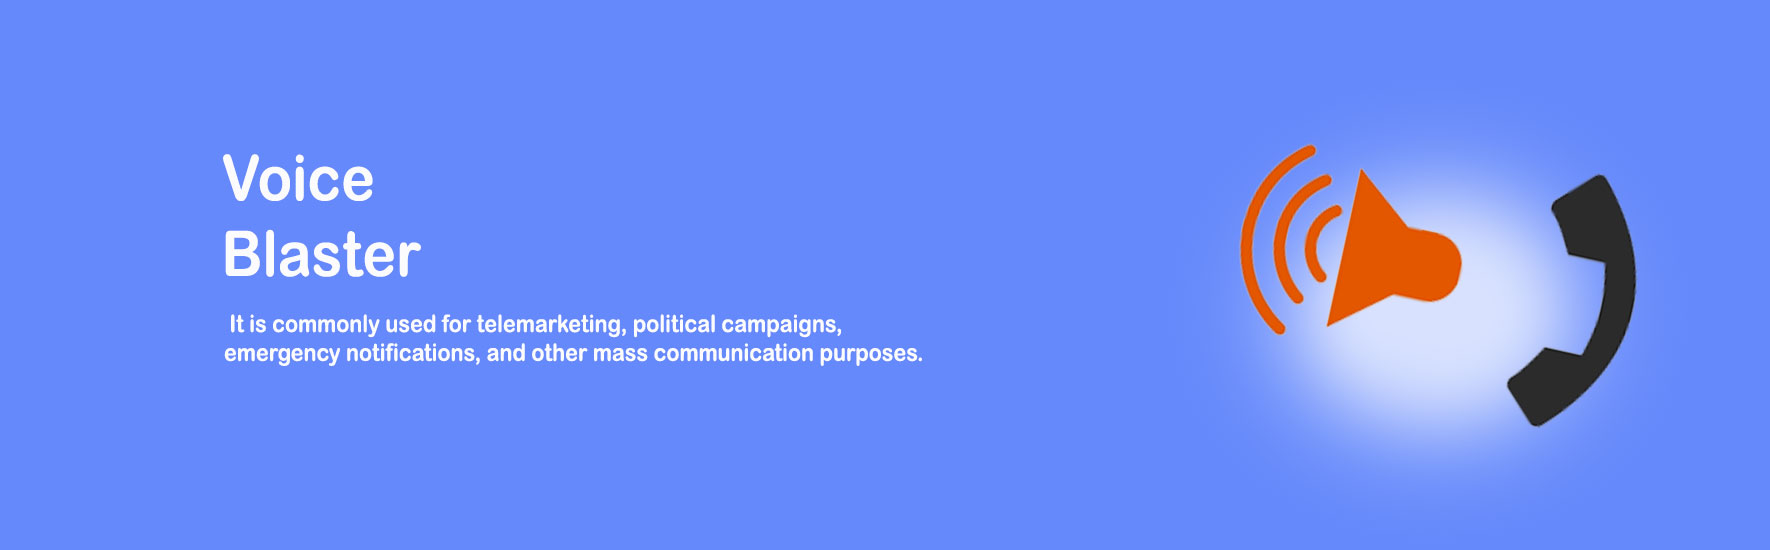 Voice
Blaster
It is commonly used for telemarketing, political campaigns,
emergency notifications, and other mass communication purposes.